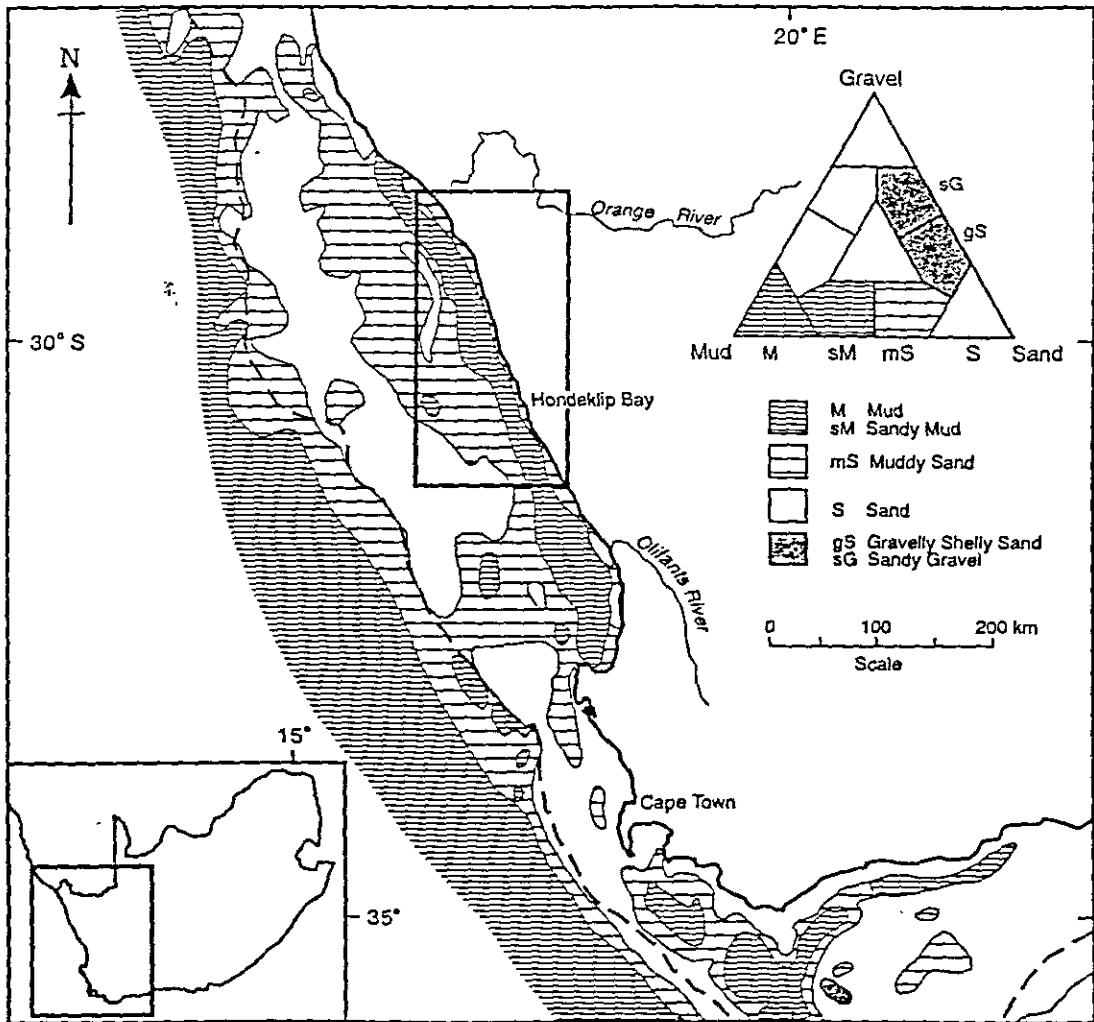 N
20° E
Gravel
sG
gS
Orange River
30° S
Mud M sM mS S Sand
Hondeklip Bay
M Mud
sM Sandy Mud
mS Muddy Sand
S Sand
gS Gravelly Shelly Sand
sG Sandy Gravel
Olifants River
0 100 200 km
Scale
15°
Cape Town
35°